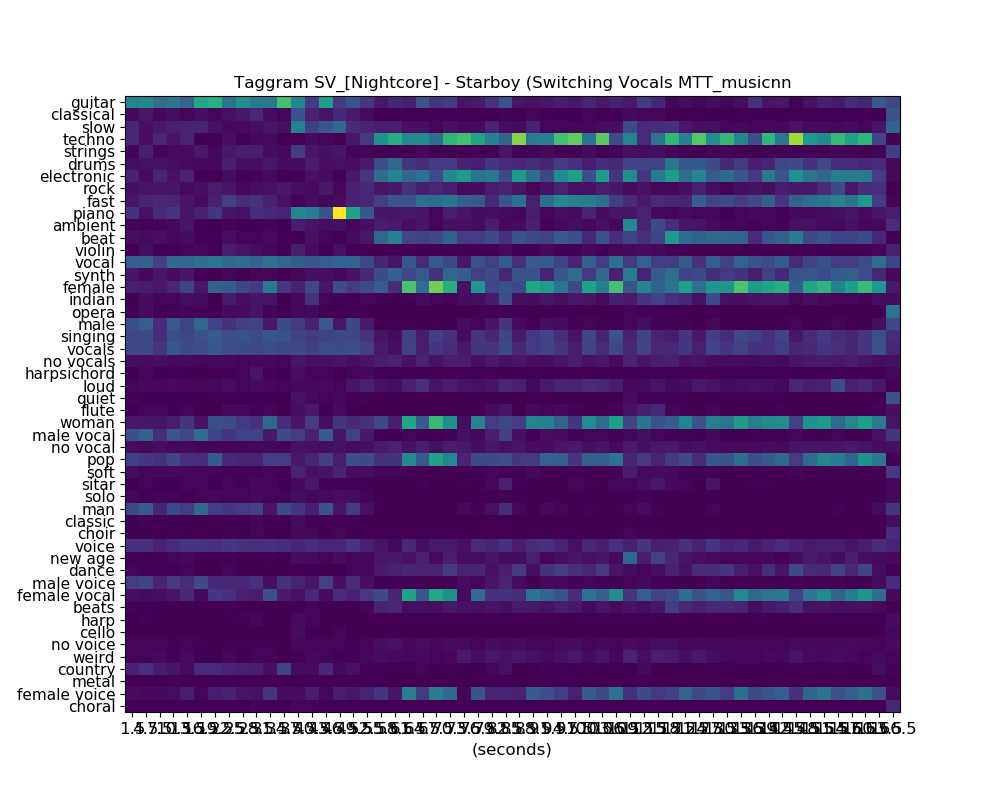 Taggram SV_[Nightcore] - Starboy (Switching Vocals MTT_musicnn
guitar
classical
slow
techno
strings
drums
electronic
rock
fast
piano
ambient
beat
violin
vocal
synth
female
indian
opera
male
singing
vocals
no vocals
harpsichord
loud
quiet
flute
woman
male vocal
no vocal
pop
soft
sitar
solo
man
classic
choir
voice
new age
dance
male voice
female vocal
beats
harp
cello
no voice
weird
country
metal
female voice
choral
(seconds)